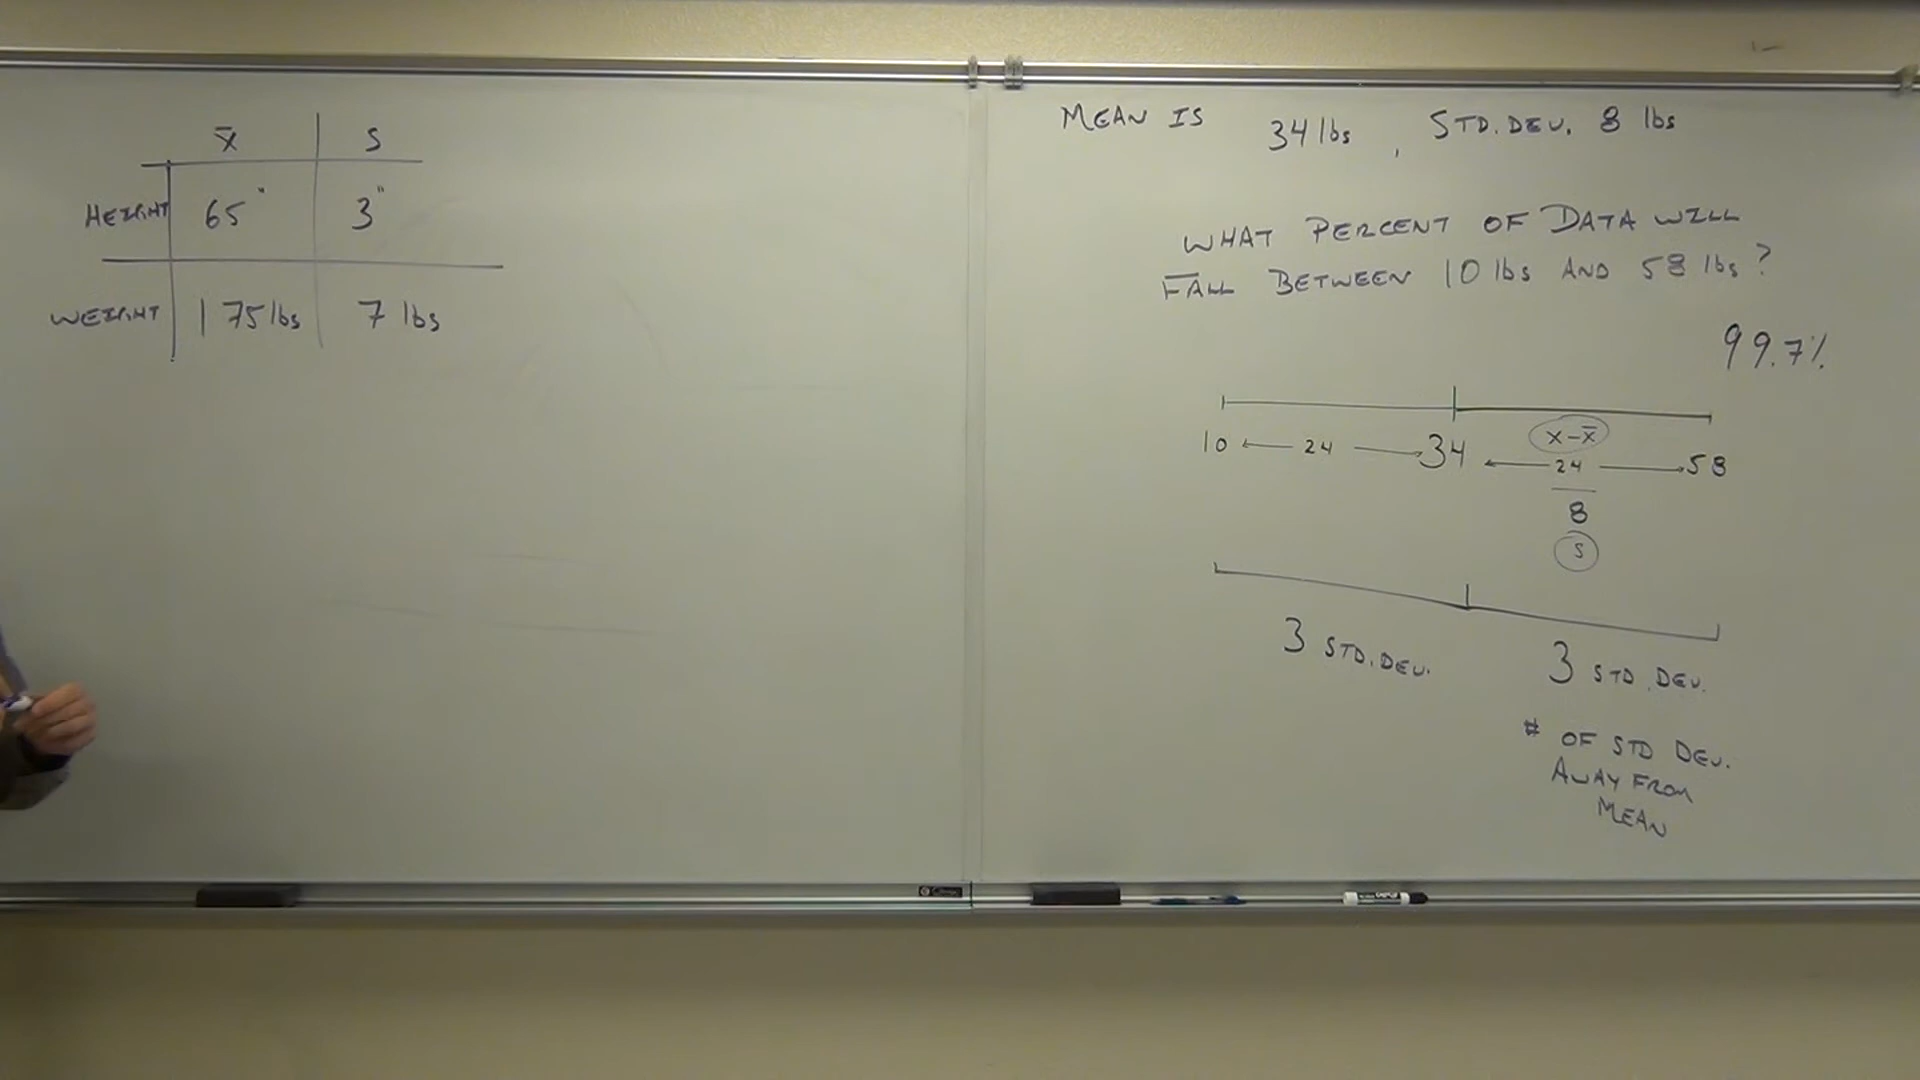 x̄ S
HEIGHT 65" 3"
WEIGHT 175 lbs 7 lbs
MEAN IS 34 lbs, STD. DEV. 8 lbs
WHAT PERCENT OF DATA WILL
FALL BETWEEN 10 lbs AND 58 lbs?
99.7%
x-x̄
10 24 34 24 58
8
S
3 STD. DEV. 3 STD. DEV.
# OF STD DEV.
AWAY FROM
MEAN